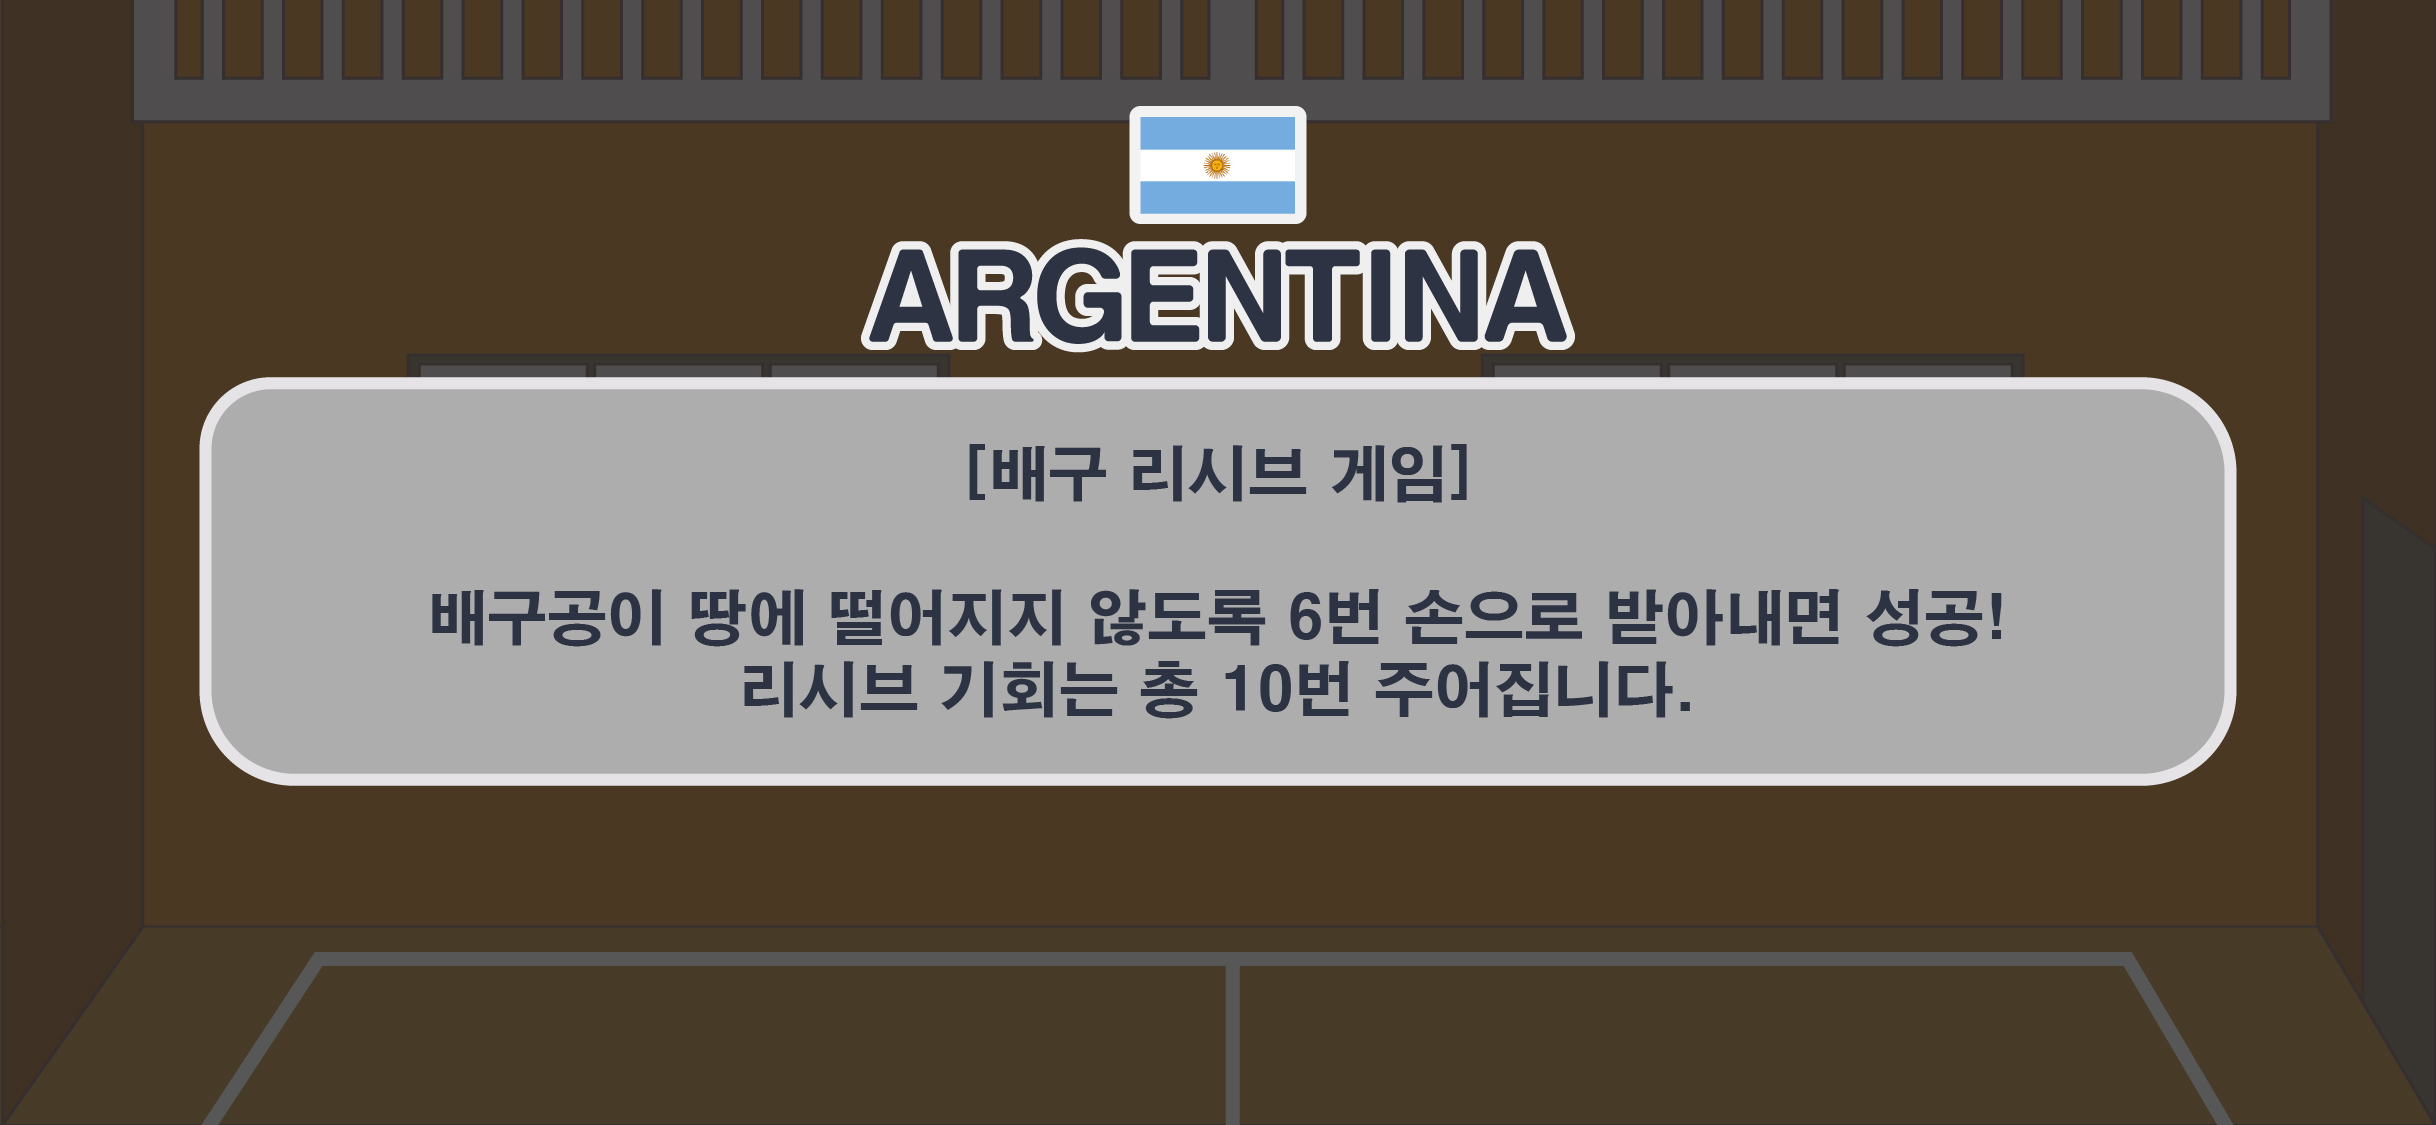 ARGENTINA
[배구 리시브 게임]
배구공이 땅에 떨어지지 않도록 6번 손으로 받아내면 성공!
리시브 기회는 총 10번 주어집니다.